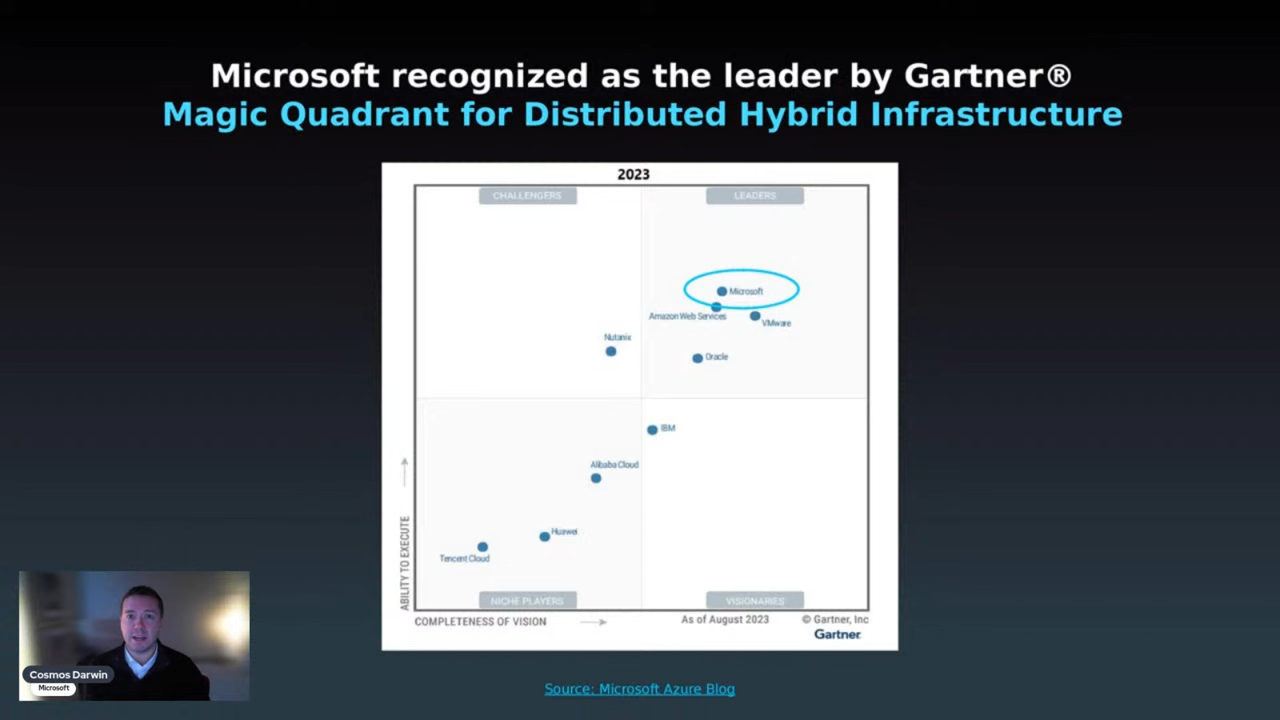 Microsoft recognized as the leader by Gartner®
Magic Quadrant for Distributed Hybrid Infrastructure
2023
CHALLENGERS
LEADERS
Microsoft
Amazon Web Services
VMware
Nutanix
Oracle
IBM
Alibaba Cloud
Huawei
Tencent Cloud
ABILITY TO EXECUTE
NICHE PLAYERS
VISIONARIES
COMPLETENESS OF VISION
As of August 2023
© Gartner, Inc
Gartner
Cosmos Darwin
Microsoft
Source: Microsoft Azure Blog